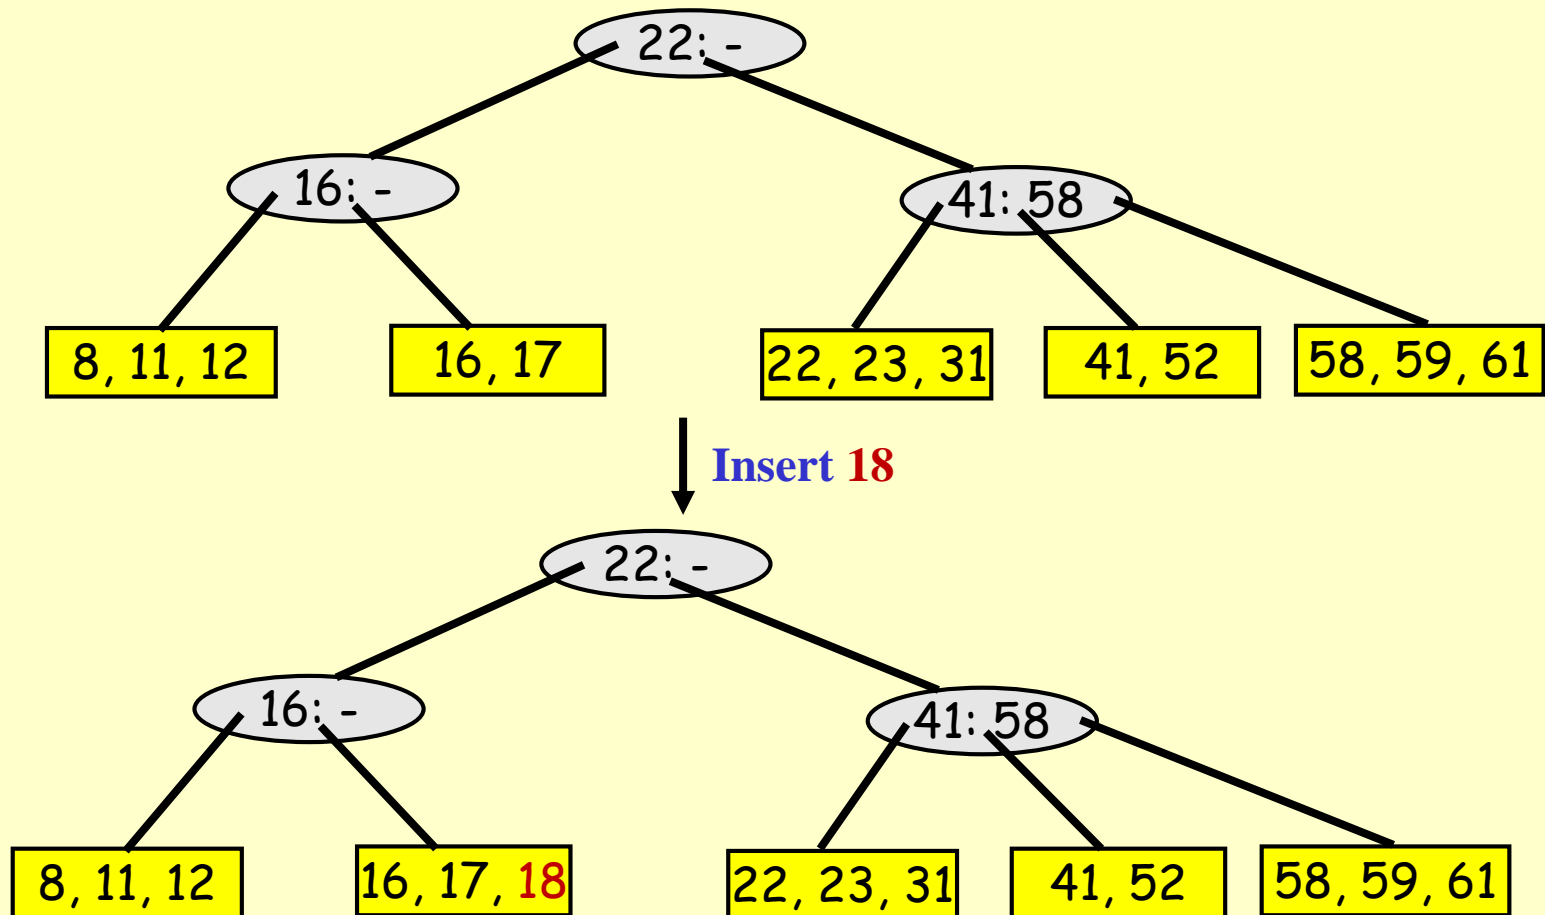 22: -
16: -
41: 58
8, 11, 12
16, 17
22, 23, 31
41, 52
58, 59, 61
Insert 18
22: -
16: -
41: 58
8, 11, 12
16, 17, 18
22, 23, 31
41, 52
58, 59, 61